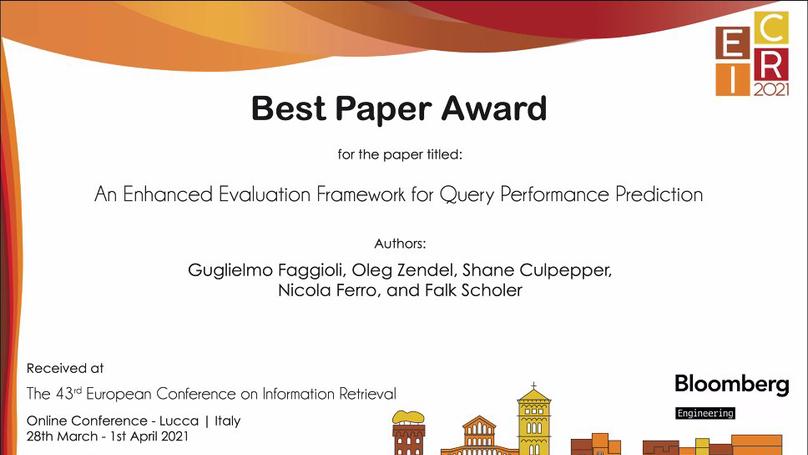 E C
I R
2021
Best Paper Award
for the paper titled:
An Enhanced Evaluation Framework for Query Performance Prediction
Authors:
Guglielmo Faggioli, Oleg Zendel, Shane Culpepper,
Nicola Ferro, and Falk Scholer
Received at
The 43rd European Conference on Information Retrieval
Online Conference - Lucca | Italy
28th March - 1st April 2021
Bloomberg
Engineering